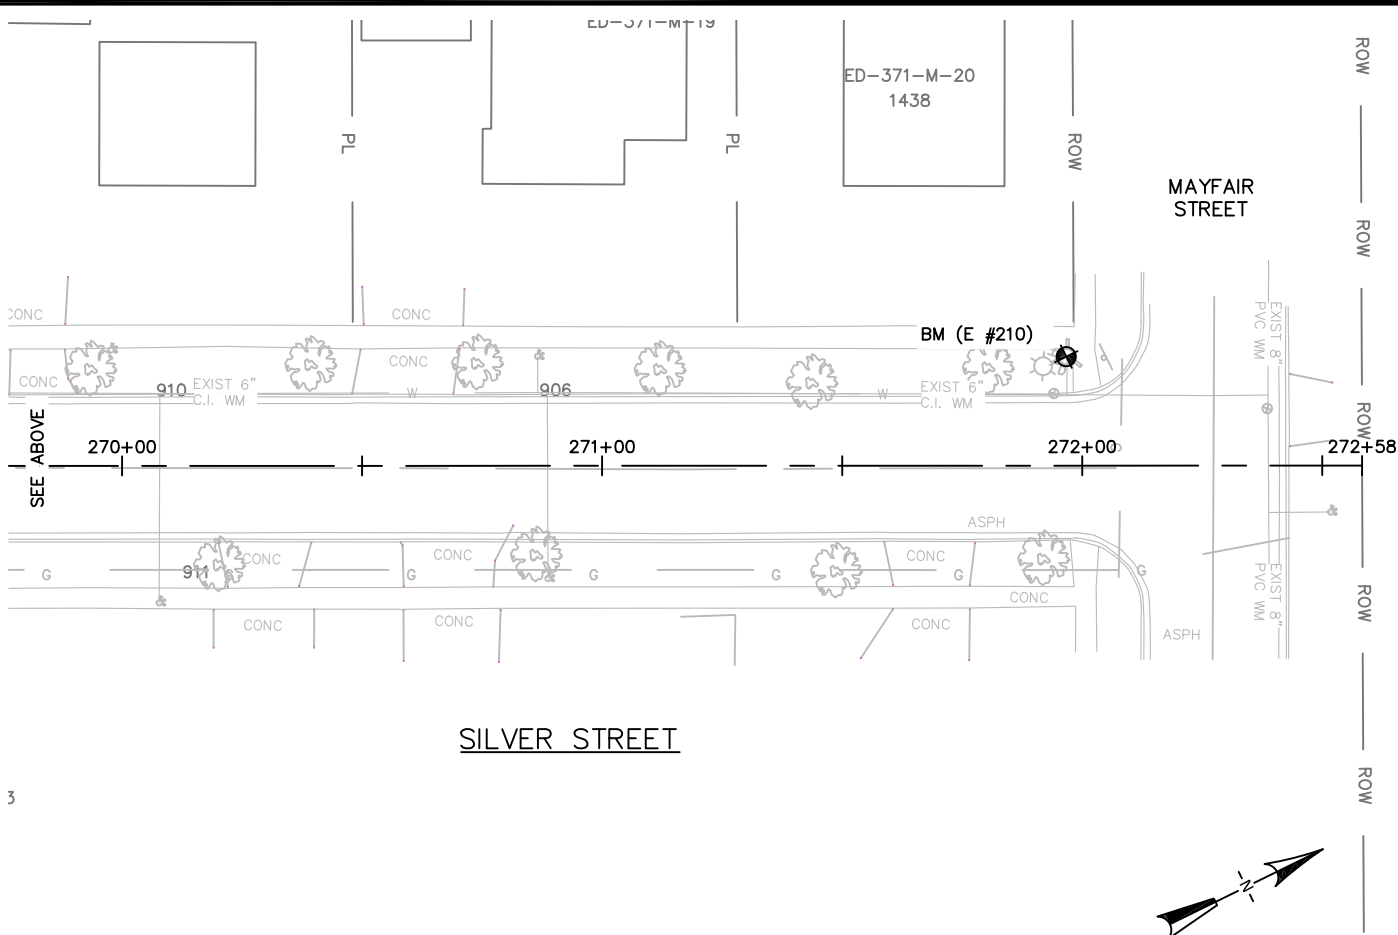 ED-371-M-19
ED-371-M-20
1438
ROW
PL
PL
ROW
MAYFAIR
STREET
ROW
CONC
CONC
BM (E #210)
EXIST 8"
PVC WM
CONC
CONC
910
EXIST 6"
C.I. WM
W
906
W
EXIST 6"
C.I. WM
ROW
SEE ABOVE
270+00
271+00
272+00
272+58
ASPH
CONC
CONC
CONC
G
911
G
G
G
G
G
G
EXIST 8"
PVC WM
CONC
ROW
CONC
CONC
CONC
ASPH
SILVER STREET
ROW
3
N